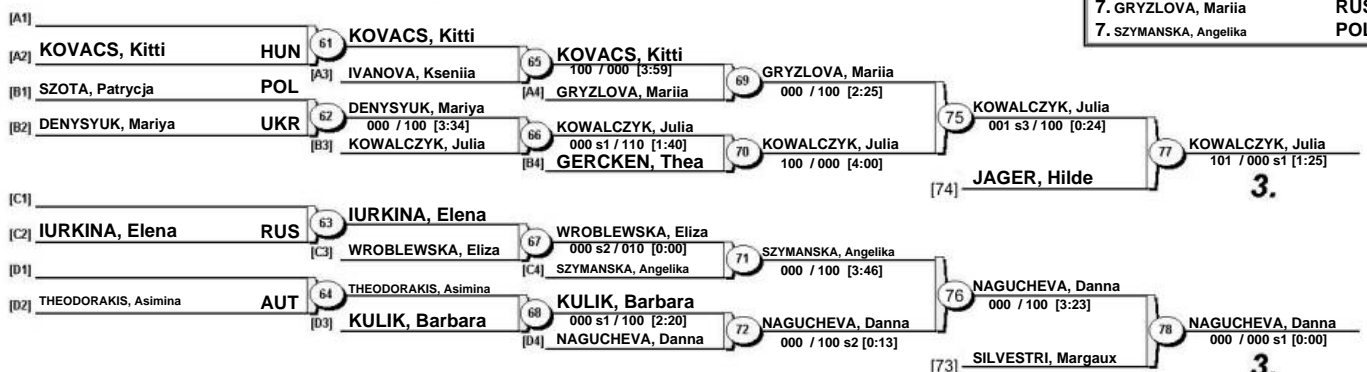 7. GRYZLOVA, Mariia RUS
7. SZYMANSKA, Angelika POL
[A1]
[A2] KOVACS, Kitti HUN
61 KOVACS, Kitti
[A3] IVANOVA, Kseniia
65 KOVACS, Kitti
100 / 000 [3:59]
[A4] GRYZLOVA, Mariia
69 GRYZLOVA, Mariia
000 / 100 [2:25]
[B1] SZOTA, Patrycja POL
[B2] DENYSYUK, Mariya UKR
62 DENYSYUK, Mariya
000 / 100 [3:34]
[B3] KOWALCZYK, Julia
66 KOWALCZYK, Julia
000 s1 / 110 [1:40]
[B4] GERCKEN, Thea
70 KOWALCZYK, Julia
100 / 000 [4:00]
75 KOWALCZYK, Julia
001 s3 / 100 [0:24]
[74] JAGER, Hilde
77 KOWALCZYK, Julia
101 / 000 s1 [1:25]
3.
[C1]
[C2] IURKINA, Elena RUS
63 IURKINA, Elena
[C3] WROBLEWSKA, Eliza
67 WROBLEWSKA, Eliza
000 s2 / 010 [0:00]
[C4] SZYMANSKA, Angelika
71 SZYMANSKA, Angelika
000 / 100 [3:46]
[D1]
[D2] THEODORAKIS, Asimina AUT
64 THEODORAKIS, Asimina
[D3] KULIK, Barbara
68 KULIK, Barbara
000 s1 / 100 [2:20]
[D4] NAGUCHEVA, Danna
72 NAGUCHEVA, Danna
000 / 100 s2 [0:13]
76 NAGUCHEVA, Danna
000 / 100 [3:23]
[73] SILVESTRI, Margaux
78 NAGUCHEVA, Danna
000 / 000 s1 [0:00]
3.